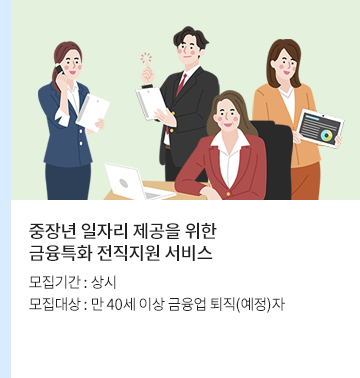 중장년 일자리 제공을 위한
금융특화 전직지원 서비스
모집기간 : 상시
모집대상 : 만 40세 이상 금융업 퇴직(예정)자